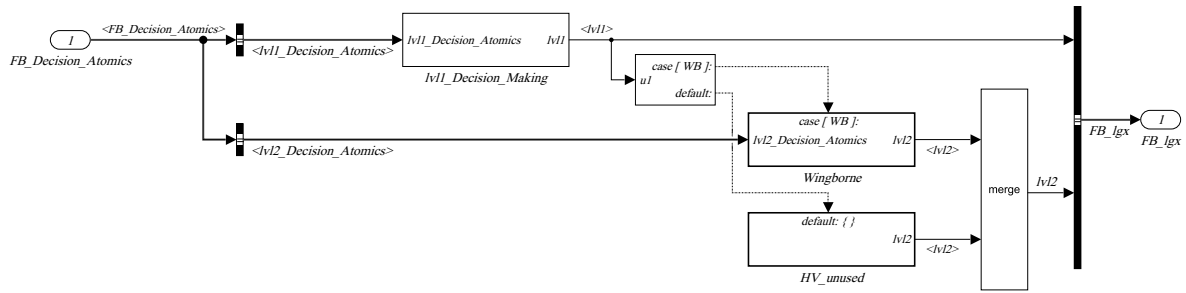 <FB_Decision_Atomics>
1
FB_Decision_Atomics
<lvl1_Decision_Atomics>
lvl1_Decision_Atomics
lvl1
lvl1_Decision_Making
<lvl1>
u1
case [ WB ]:
default:
<lvl2_Decision_Atomics>
case [ WB ]:
lvl2_Decision_Atomics
lvl2
Wingborne
<lvl2>
default: { }
lvl2
HV_unused
<lvl2>
merge
lvl2
FB_lgx
1
FB_lgx